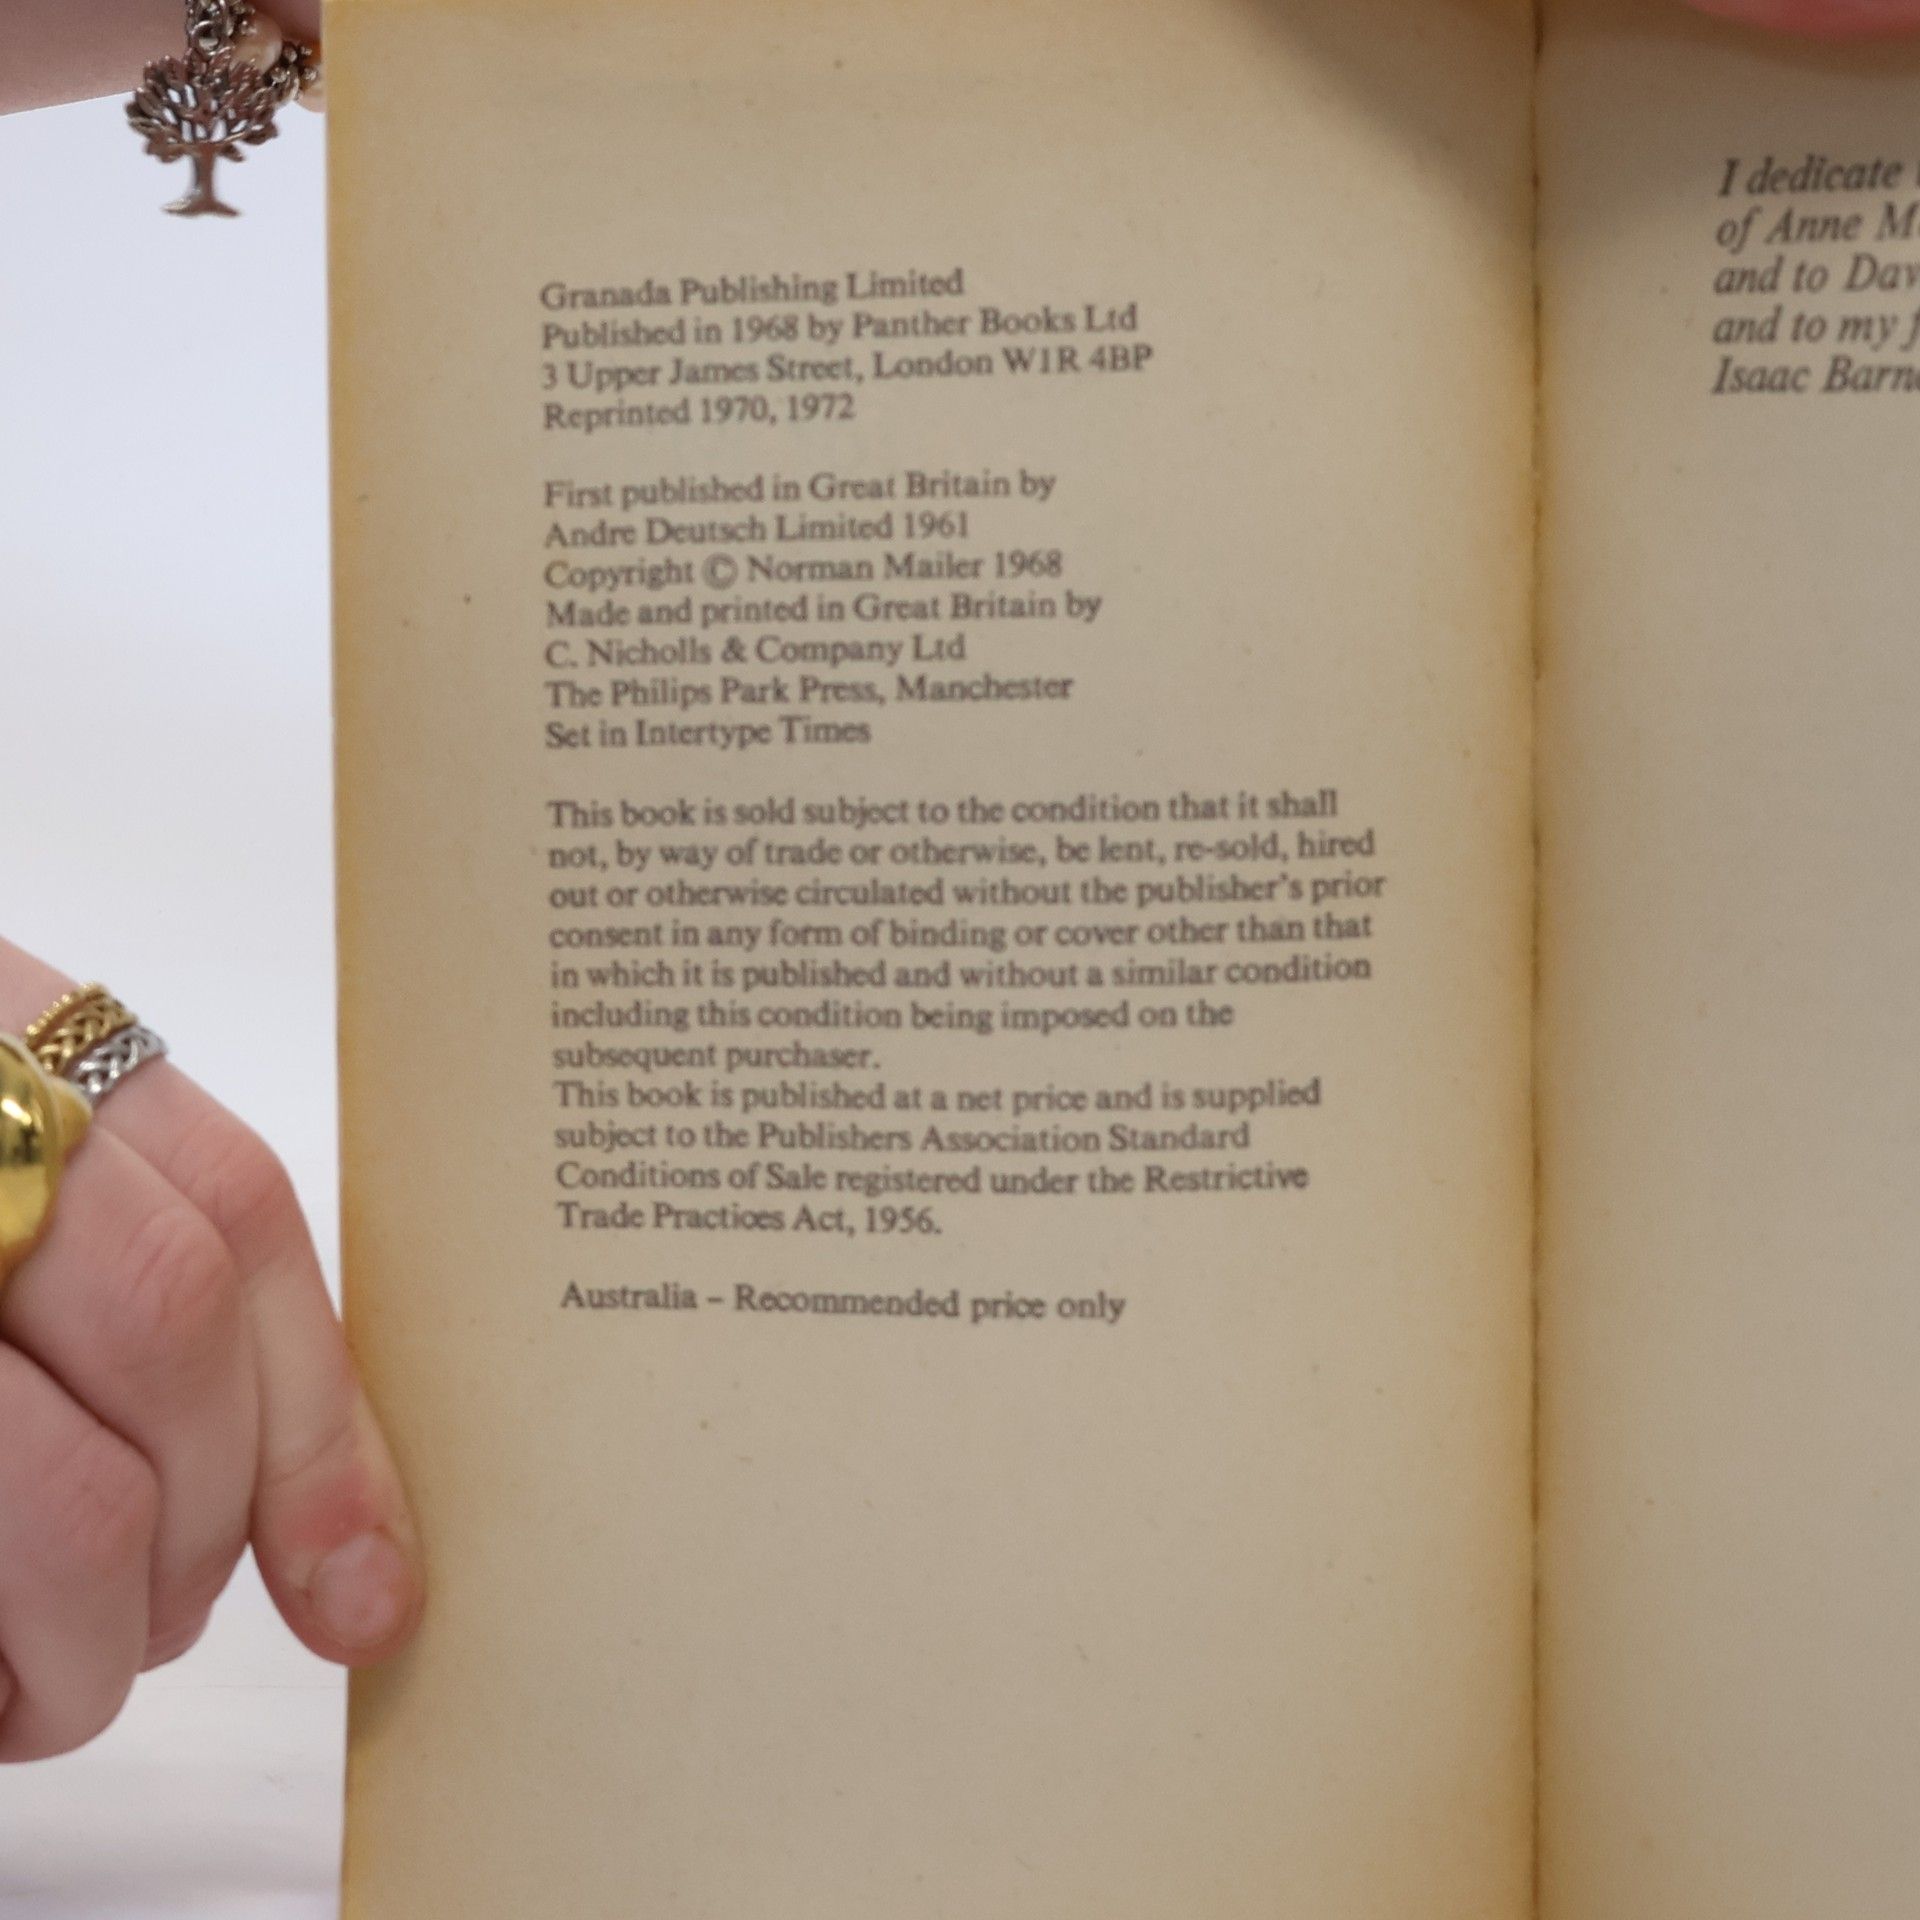 Granada Publishing Limited
Published in 1968 by Panther Books Ltd
3 Upper James Street, London W1R 4BP
Reprinted 1970, 1972
First published in Great Britain by
Andre Deutsch Limited 1961
Copyright © Norman Mailer 1968
Made and printed in Great Britain by
C. Nicholls & Company Ltd
The Philips Park Press, Manchester
Set in Intertype Times
This book is sold subject to the condition that it shall
not, by way of trade or otherwise, be lent, re-sold, hired
out or otherwise circulated without the publisher's prior
consent in any form of binding or cover other than that
in which it is published and without a similar condition
including this condition being imposed on the
subsequent purchaser.
This book is published at a net price and is supplied
subject to the Publishers Association Standard
Conditions of Sale registered under the Restrictive
Trade Practices Act, 1956.
Australia – Recommended price only
I dedicate
of Anne
and to
and to my
Isaac